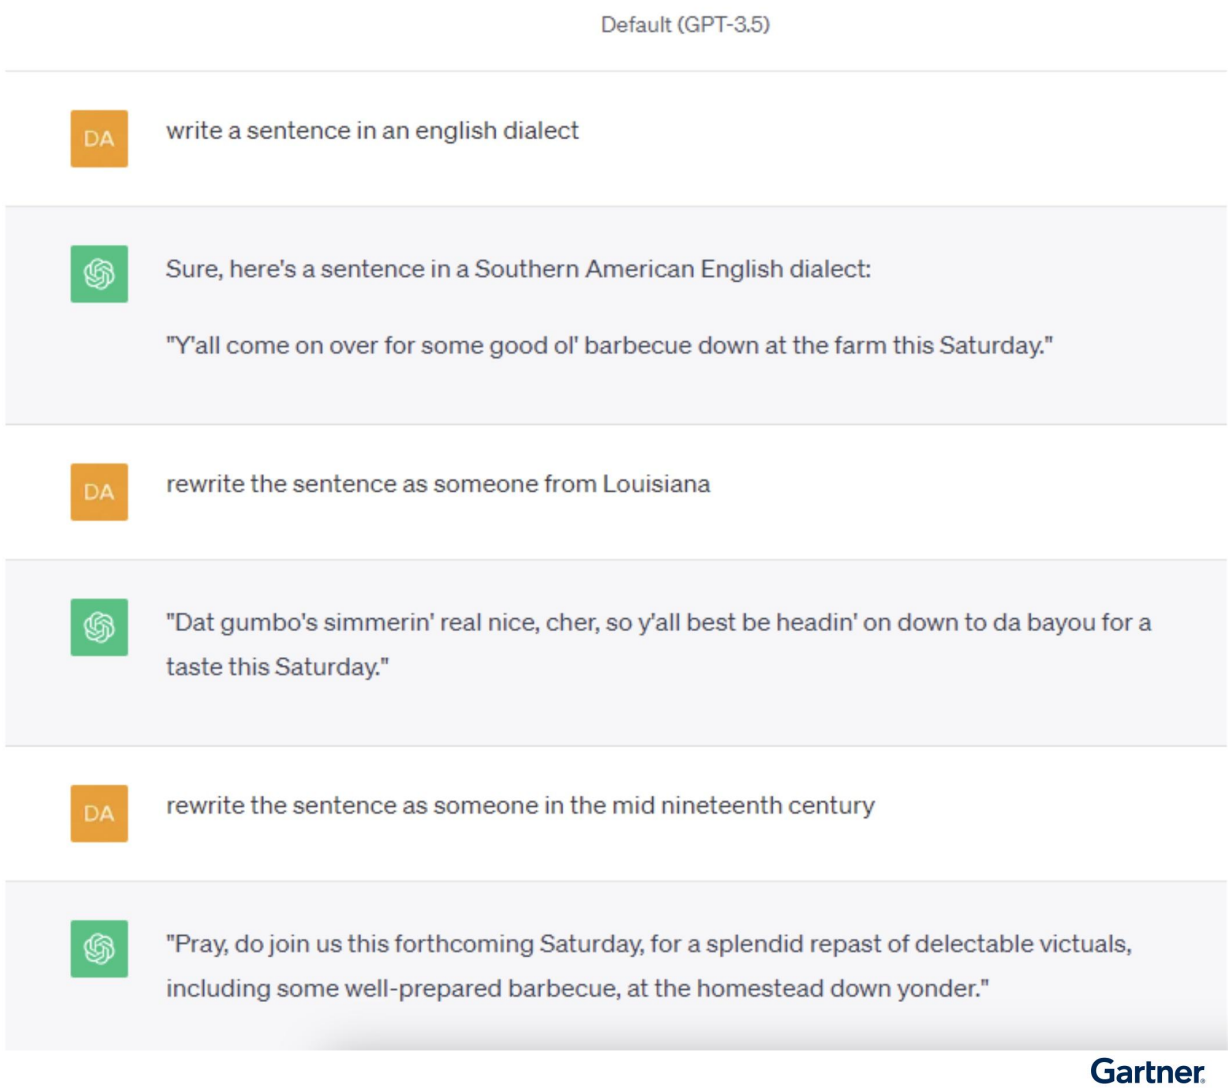 Default (GPT-3.5)
DA
write a sentence in an english dialect
Sure, here's a sentence in a Southern American English dialect:
"Y'all come on over for some good ol' barbecue down at the farm this Saturday."
DA
rewrite the sentence as someone from Louisiana
"Dat gumbo's simmerin' real nice, cher, so y'all best be headin' on down to da bayou for a
taste this Saturday."
DA
rewrite the sentence as someone in the mid nineteenth century
"Pray, do join us this forthcoming Saturday, for a splendid repast of delectable victuals,
including some well-prepared barbecue, at the homestead down yonder."
Gartner